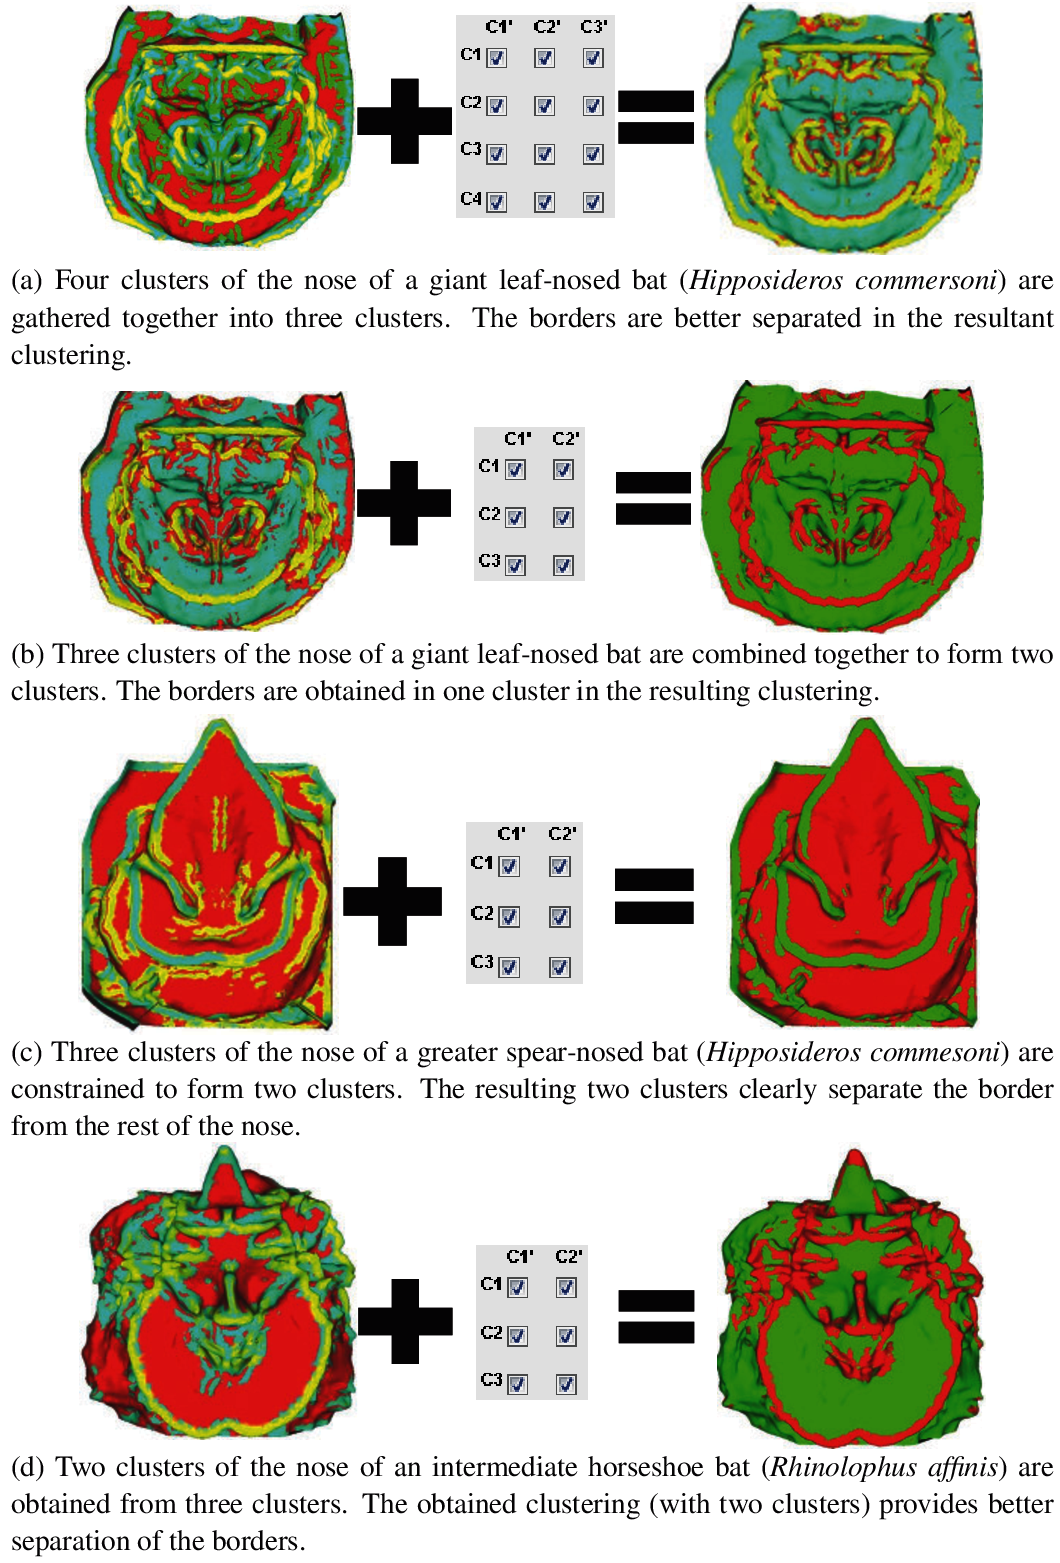 C1' C2' C3'
C1
C2
C3
C4
(a) Four clusters of the nose of a giant leaf-nosed bat (Hipposideros commersoni) are
gathered together into three clusters. The borders are better separated in the resultant
clustering.
C1' C2'
C1
C2
C3
(b) Three clusters of the nose of a giant leaf-nosed bat are combined together to form two
clusters. The borders are obtained in one cluster in the resulting clustering.
C1' C2'
C1
C2
C3
(c) Three clusters of the nose of a greater spear-nosed bat (Hipposideros commesoni) are
constrained to form two clusters. The resulting two clusters clearly separate the border
from the rest of the nose.
C1' C2'
C1
C2
C3
(d) Two clusters of the nose of an intermediate horseshoe bat (Rhinolophus affinis) are
obtained from three clusters. The obtained clustering (with two clusters) provides better
separation of the borders.